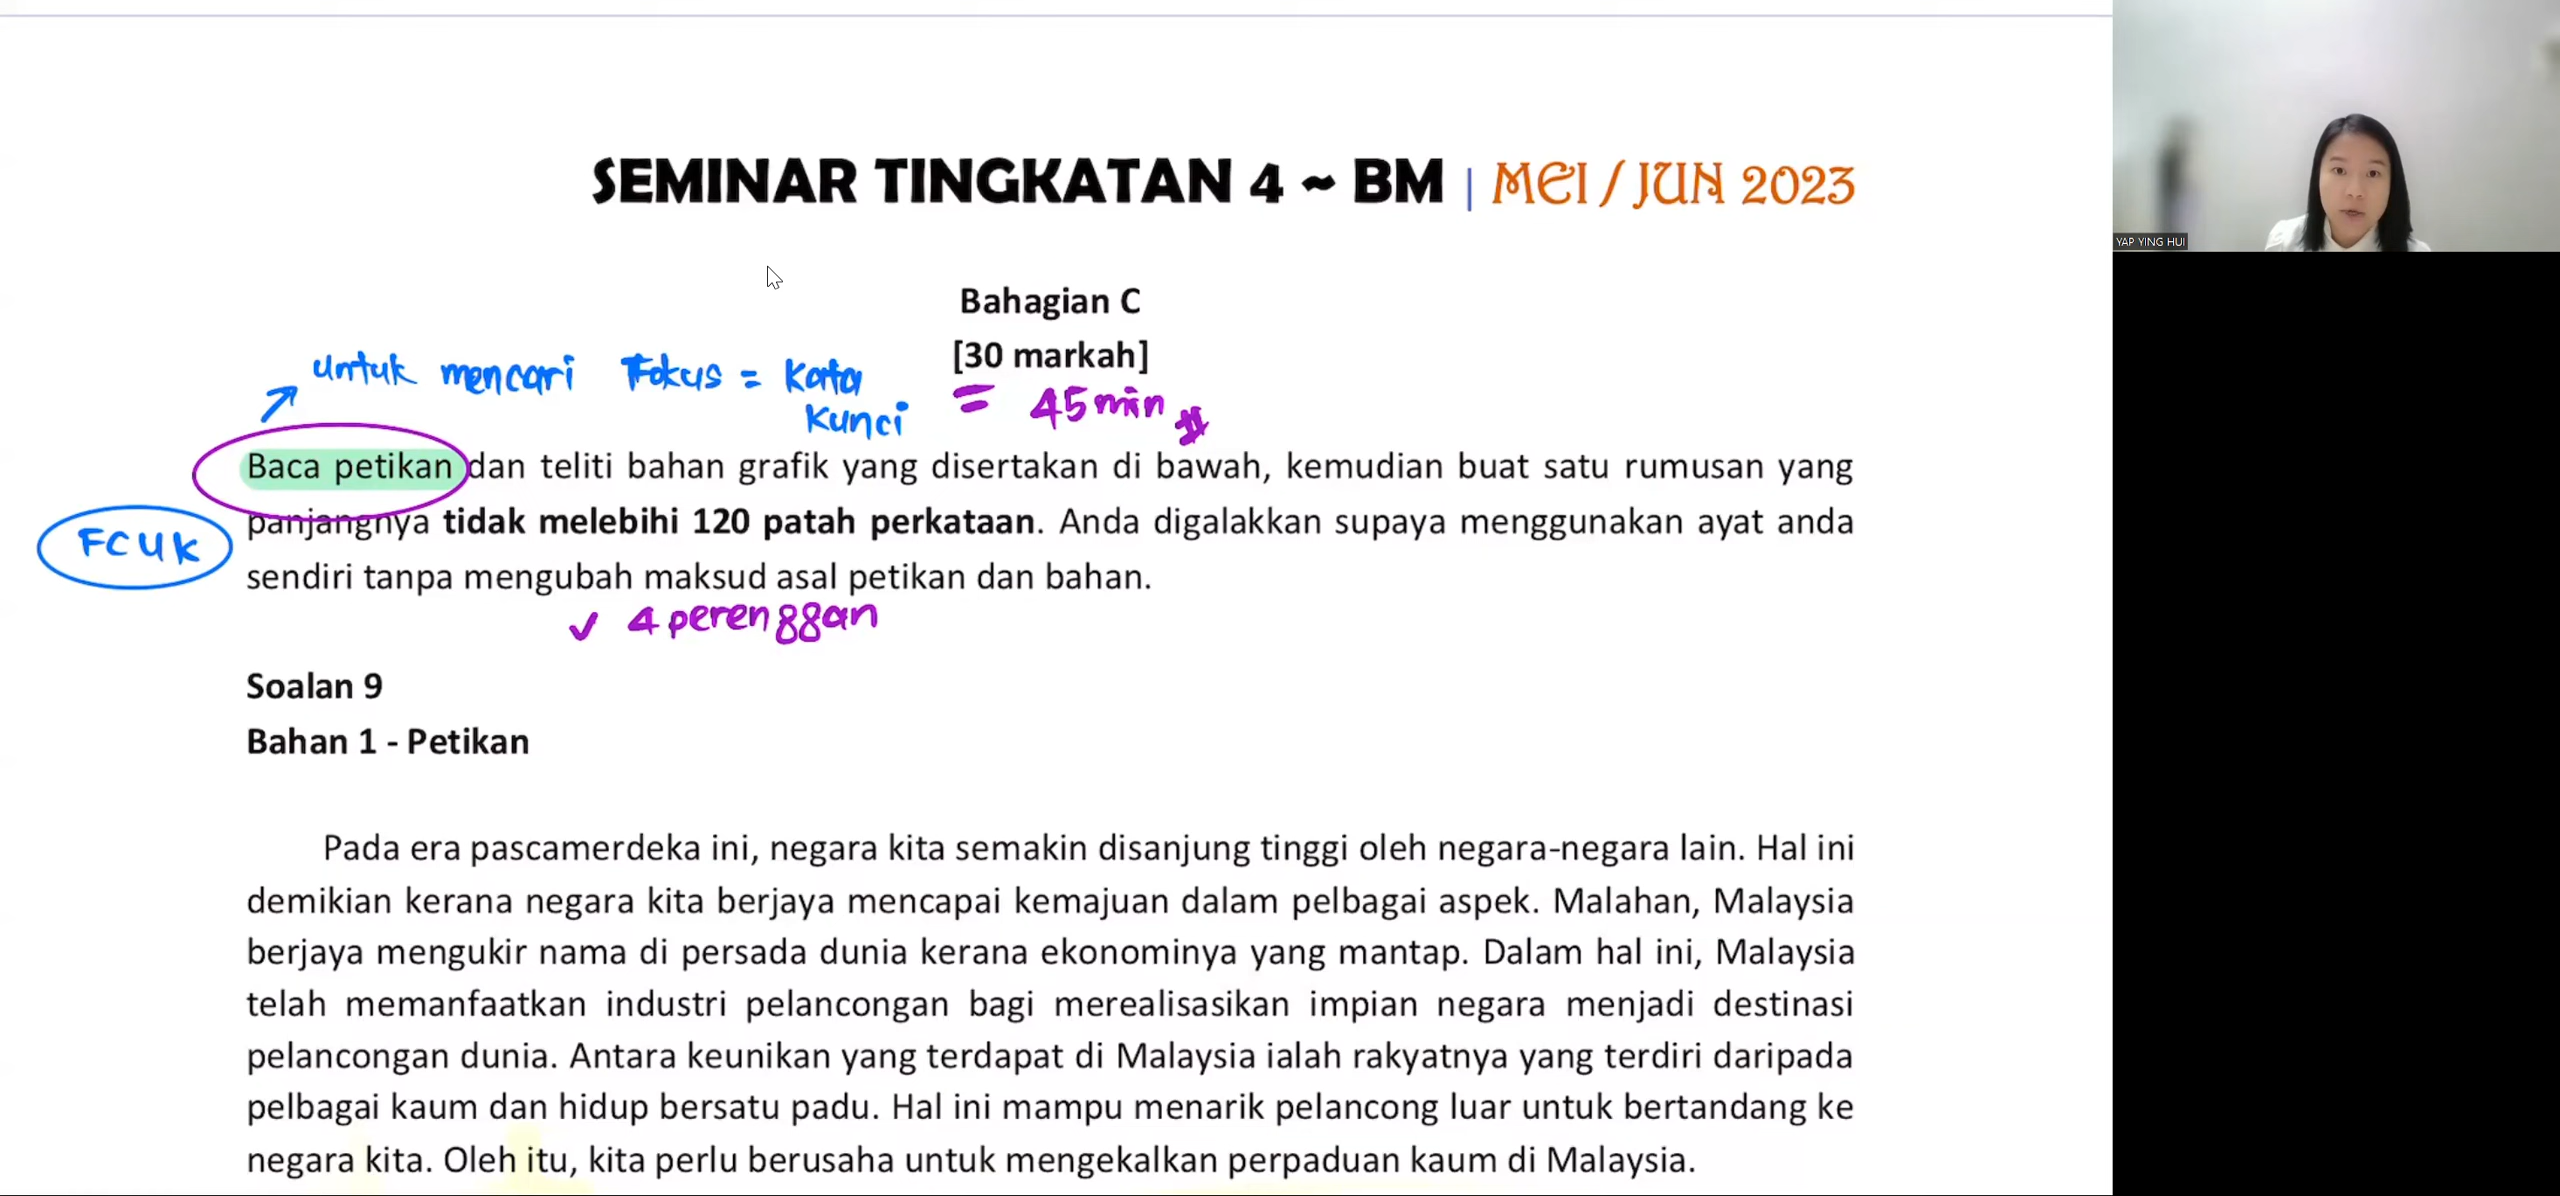 SEMINAR TINGKATAN 4 ~ BM | MEI / JUN 2023
YAP YING HUI
Bahagian C
[30 markah]
= 45 min
untuk mencari Fokus = kata
kunci
Baca petikan dan teliti bahan grafik yang disertakan di bawah, kemudian buat satu rumusan yang
panjangnya tidak melebihi 120 patah perkataan. Anda digalakkan supaya menggunakan ayat anda
sendiri tanpa mengubah maksud asal petikan dan bahan.
FCUK
✓ 4 perenggan
Soalan 9
Bahan 1 - Petikan
Pada era pascamerdeka ini, negara kita semakin disanjung tinggi oleh negara-negara lain. Hal ini
demikian kerana negara kita berjaya mencapai kemajuan dalam pelbagai aspek. Malahan, Malaysia
berjaya mengukir nama di persada dunia kerana ekonominya yang mantap. Dalam hal ini, Malaysia
telah memanfaatkan industri pelancongan bagi merealisasikan impian negara menjadi destinasi
pelancongan dunia. Antara keunikan yang terdapat di Malaysia ialah rakyatnya yang terdiri daripada
pelbagai kaum dan hidup bersatu padu. Hal ini mampu menarik pelancong luar untuk bertandang ke
negara kita. Oleh itu, kita perlu berusaha untuk mengekalkan perpaduan kaum di Malaysia.